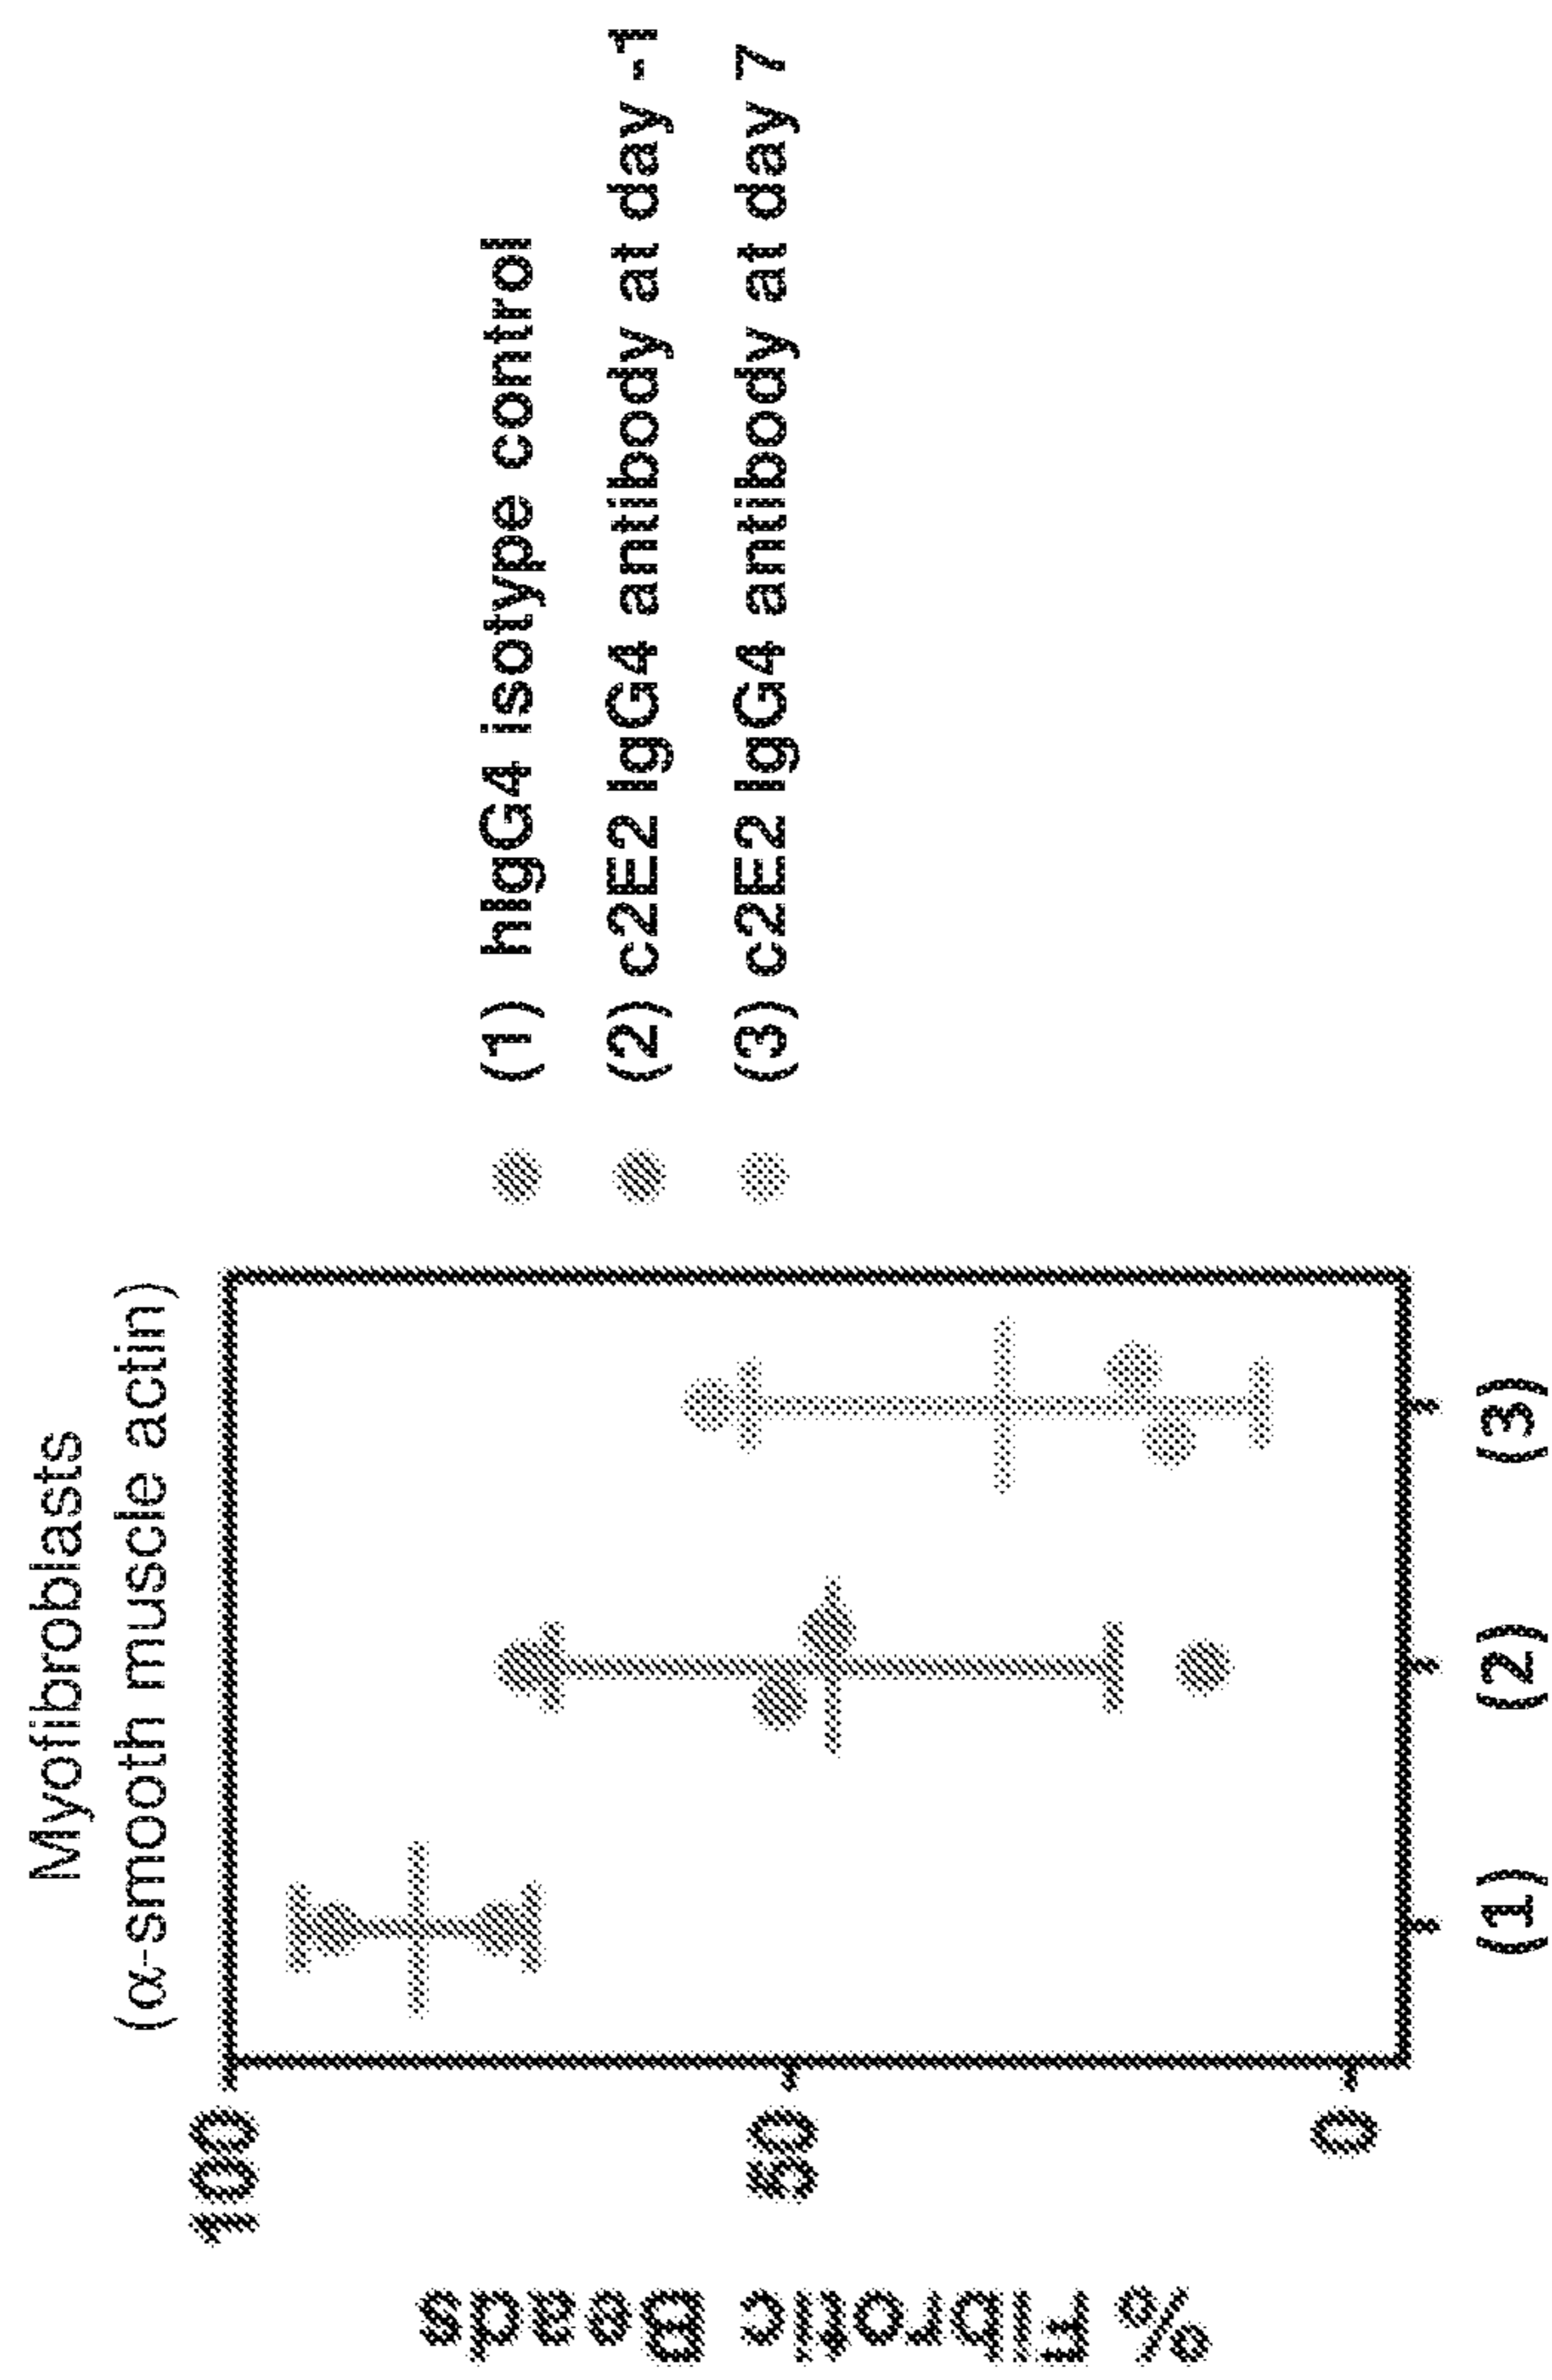 Myofibroblasts
(α-smooth muscle actin)
100
50
0
% Fibrotic Beads
(1)
(2)
(3)
(1) hIgG4 isotype control
(2) c2E2 IgG4 antibody at day -1
(3) c2E2 IgG4 antibody at day 7